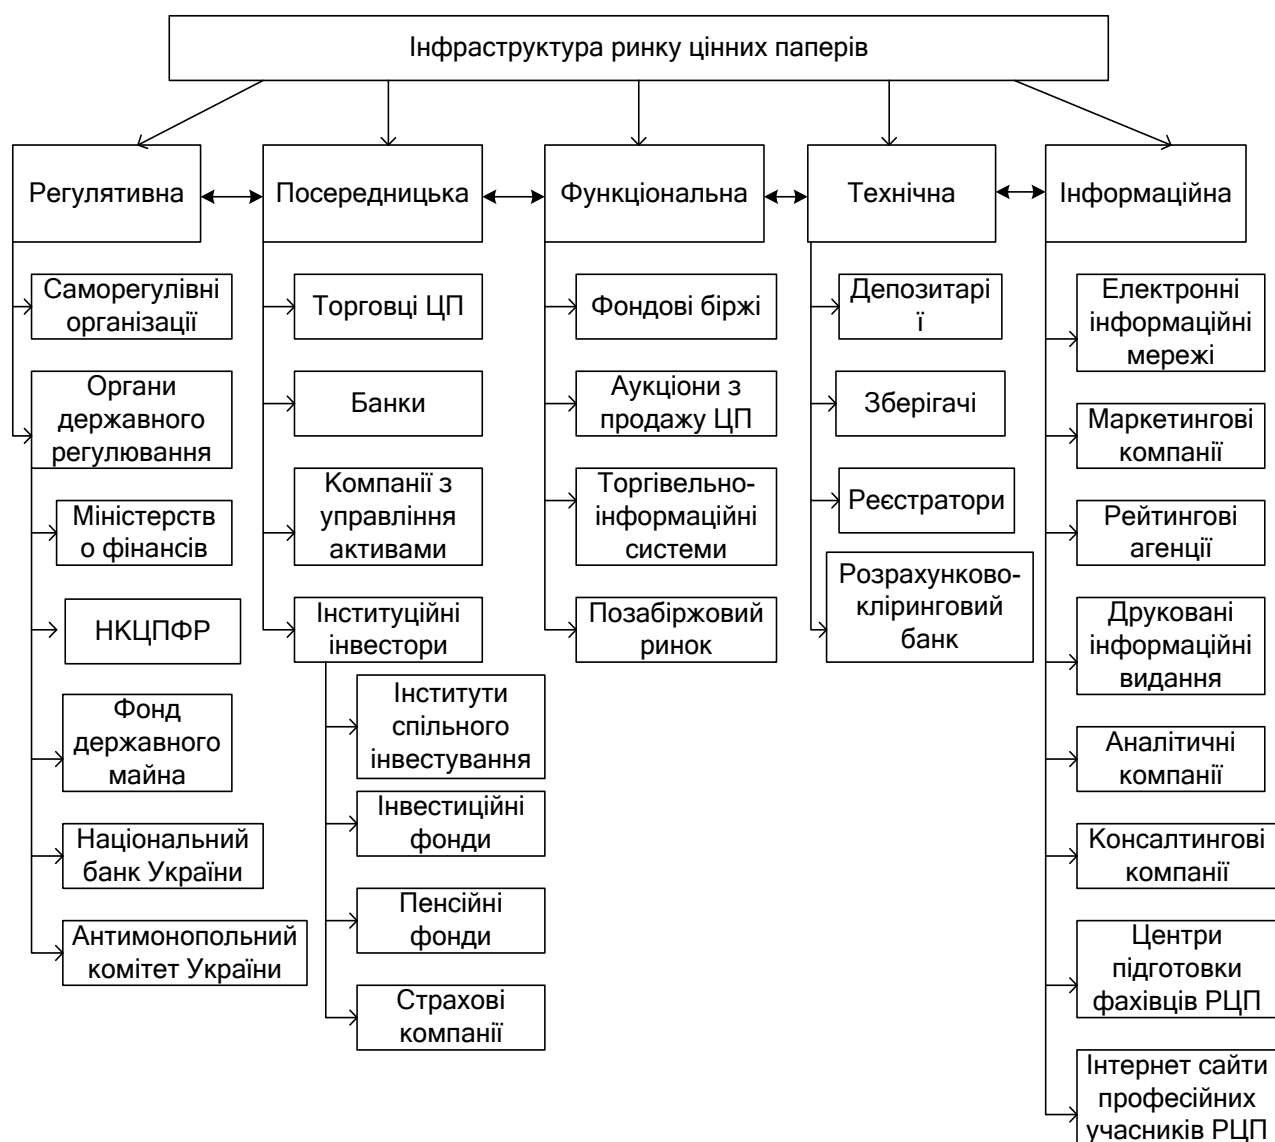 Інфраструктура ринку цінних паперів
Регулятивна
Посередницька
Функціональна
Технічна
Інформаційна
Саморегулівні
організації
Органи
державного
регулювання
Міністерств
о фінансів
НКЦПФР
Фонд
державного
майна
Національний
банк України
Антимонопольний
комітет України
Торговці ЦП
Банки
Компанії з
управління
активами
Інституційні
інвестори
Інститути
спільного
інвестування
Інвестиційні
фонди
Пенсійні
фонди
Страхові
компанії
Фондові біржі
Аукціони з
продажу ЦП
Торгівельно-
інформаційні
системи
Позабіржовий
ринок
Депозитарі
ї
Зберігачі
Реєстратори
Розрахунково-
кліринговий
банк
Електронні
інформаційні
мережі
Маркетингові
компанії
Рейтингові
агенції
Друковані
інформаційні
видання
Аналітичні
компанії
Консалтингові
компанії
Центри
підготовки
фахівців РЦП
Інтернет сайти
професійних
учасників РЦП